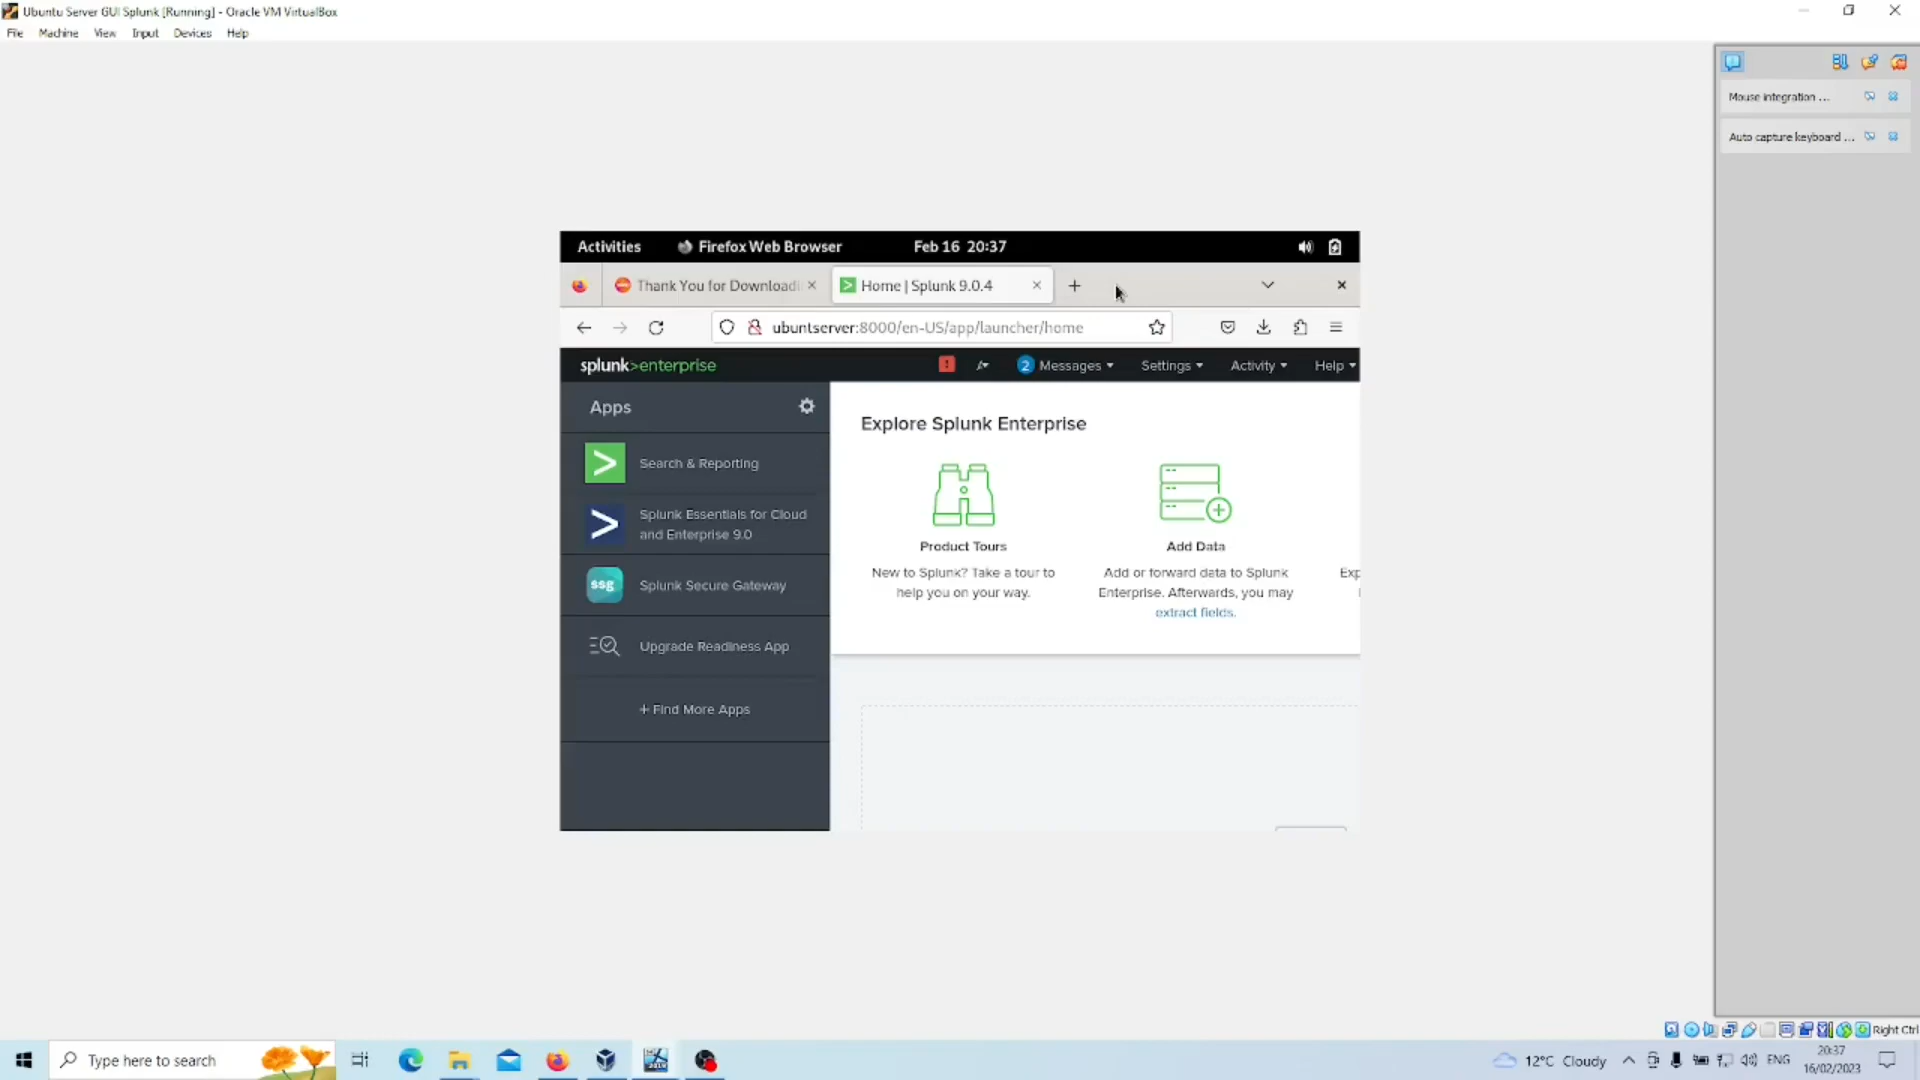 Ubuntu Server GUI Splunk [Running] - Oracle VM VirtualBox
File Machine View Input Devices Help
Mouse integration ...
Auto capture keyboard ...
Activities Firefox Web Browser Feb 16 20:37
Thank You for Downloadi
Home | Splunk 9.0.4
ubuntserver:8000/en-US/app/launcher/home
splunk>enterprise ! 2 Messages Settings Activity Help
Apps
Search & Reporting
Splunk Essentials for Cloud
and Enterprise 9.0
ssg Splunk Secure Gateway
Upgrade Readiness App
+ Find More Apps
Explore Splunk Enterprise
Product Tours
New to Splunk? Take a tour to
help you on your way.
Add Data
Add or forward data to Splunk
Enterprise. Afterwards, you may
extract fields.
Exp
Right Ctrl
Type here to search
12°C Cloudy
ENG
20:37
16/02/2023